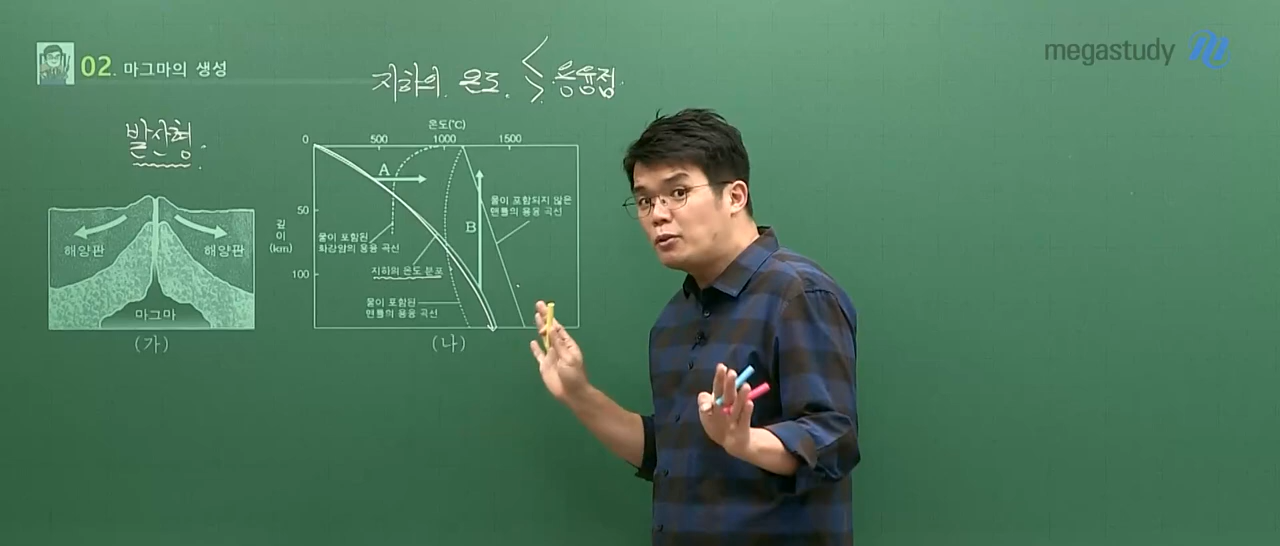 megastudy
02. 마그마의 생성
지하의 온도 < 용융점
발산형
온도(℃)
0 500 1000 1500
A
50
B
물이 포함되지 않은
맨틀의 용융 곡선
해양판
해양판
깊이
(km)
물이 포함된
화강암의 용융 곡선
지하의 온도 분포
100
물이 포함된
맨틀의 용융 곡선
마그마
(가)
(나)